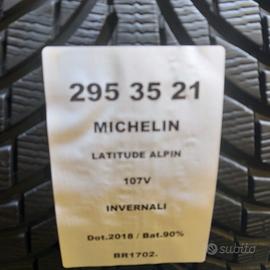 295 35 21
MICHELIN
LATITUDE ALPIN
107V
INVERNALI
Dot.2018 / Bat.90%
BR1702.
subito